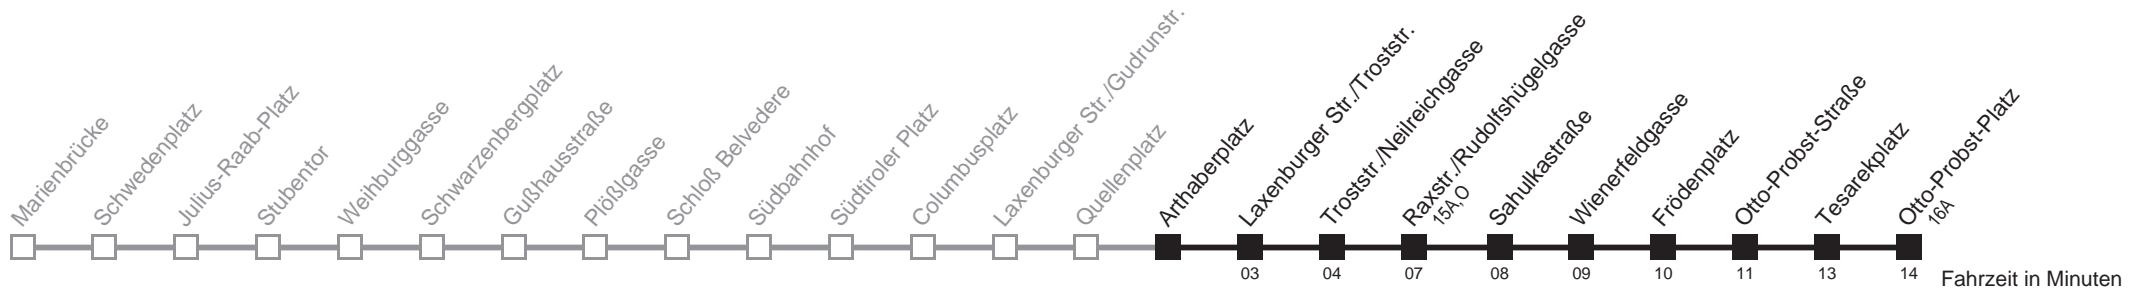 Marienbrücke
Schwedenplatz
Julius-Raab-Platz
Stubentor
Weihburggasse
Schwarzenbergplatz
Gußhausstraße
Plößlgasse
Schloß Belvedere
Südbahnhof
Südtiroler Platz
Columbusplatz
Laxenburger Str./Gudrunstr.
Quellenplatz
Arthaberplatz
Laxenburger Str./Troststr.
Troststr./Neilreichgasse
Raxstr./Rudolfshügelgasse
15A,O
Sahulkastraße
Wienerfeldgasse
Frödenplatz
Otto-Probst-Straße
Tesarekplatz
Otto-Probst-Platz
16A
03 04 07 08 09 10 11 13 14 Fahrzeit in Minuten